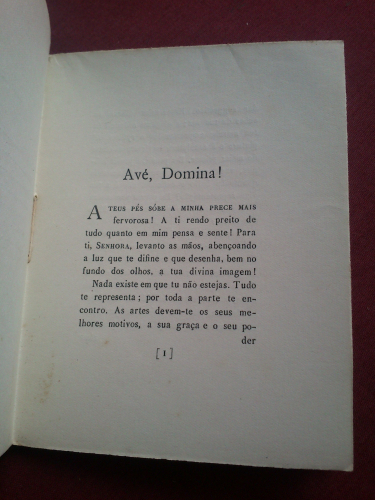 Avé, Domina!
A TEUS PÉS SÓBE A MINHA PRECE MAIS
fervorosa! A ti rendo preito de
tudo quanto em mim pensa e sente! Para
ti, SENHORA, levanto as mãos, abençoando
a luz que te difine e que desenha, bem no
fundo dos olhos, a tua divina imagem!
Nada existe em que tu não estejas. Tudo
te representa; por toda a parte te en-
contro. As artes devem-te os seus me-
lhores motivos, a sua graça e o seu po-
der
[1]